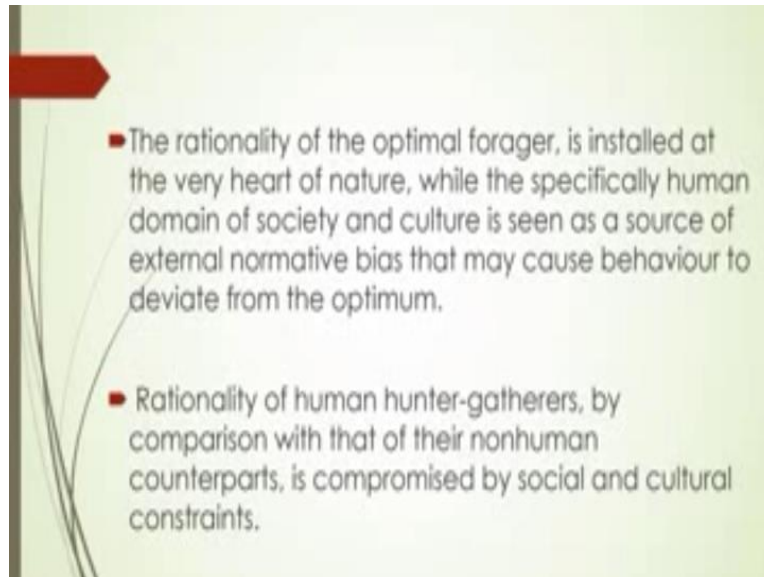 The rationality of the optimal forager, is installed at
the very heart of nature, while the specifically human
domain of society and culture is seen as a source of
external normative bias that may cause behaviour to
deviate from the optimum.
Rationality of human hunter-gatherers, by
comparison with that of their nonhuman
counterparts, is compromised by social and cultural
constraints.